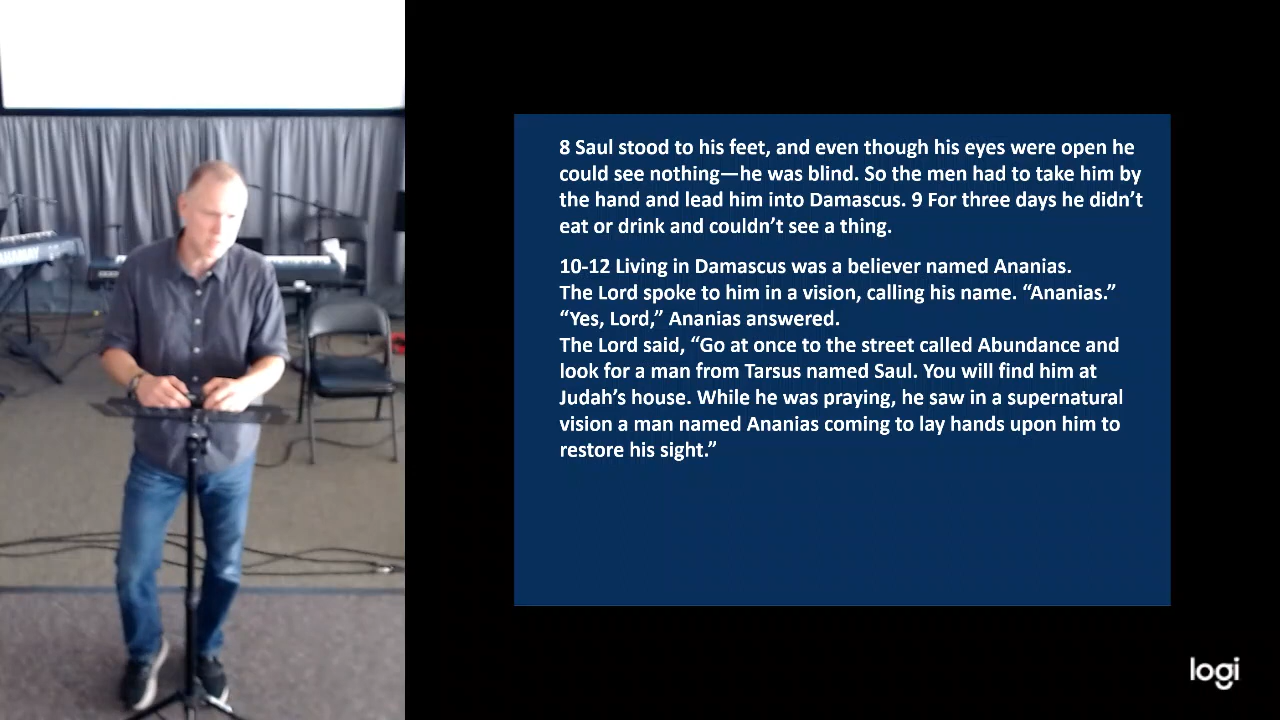 8 Saul stood to his feet, and even though his eyes were open he
could see nothing—he was blind. So the men had to take him by
the hand and lead him into Damascus. 9 For three days he didn’t
eat or drink and couldn’t see a thing.
10-12 Living in Damascus was a believer named Ananias.
The Lord spoke to him in a vision, calling his name. “Ananias.”
“Yes, Lord,” Ananias answered.
The Lord said, “Go at once to the street called Abundance and
look for a man from Tarsus named Saul. You will find him at
Judah’s house. While he was praying, he saw in a supernatural
vision a man named Ananias coming to lay hands upon him to
restore his sight.”
logi